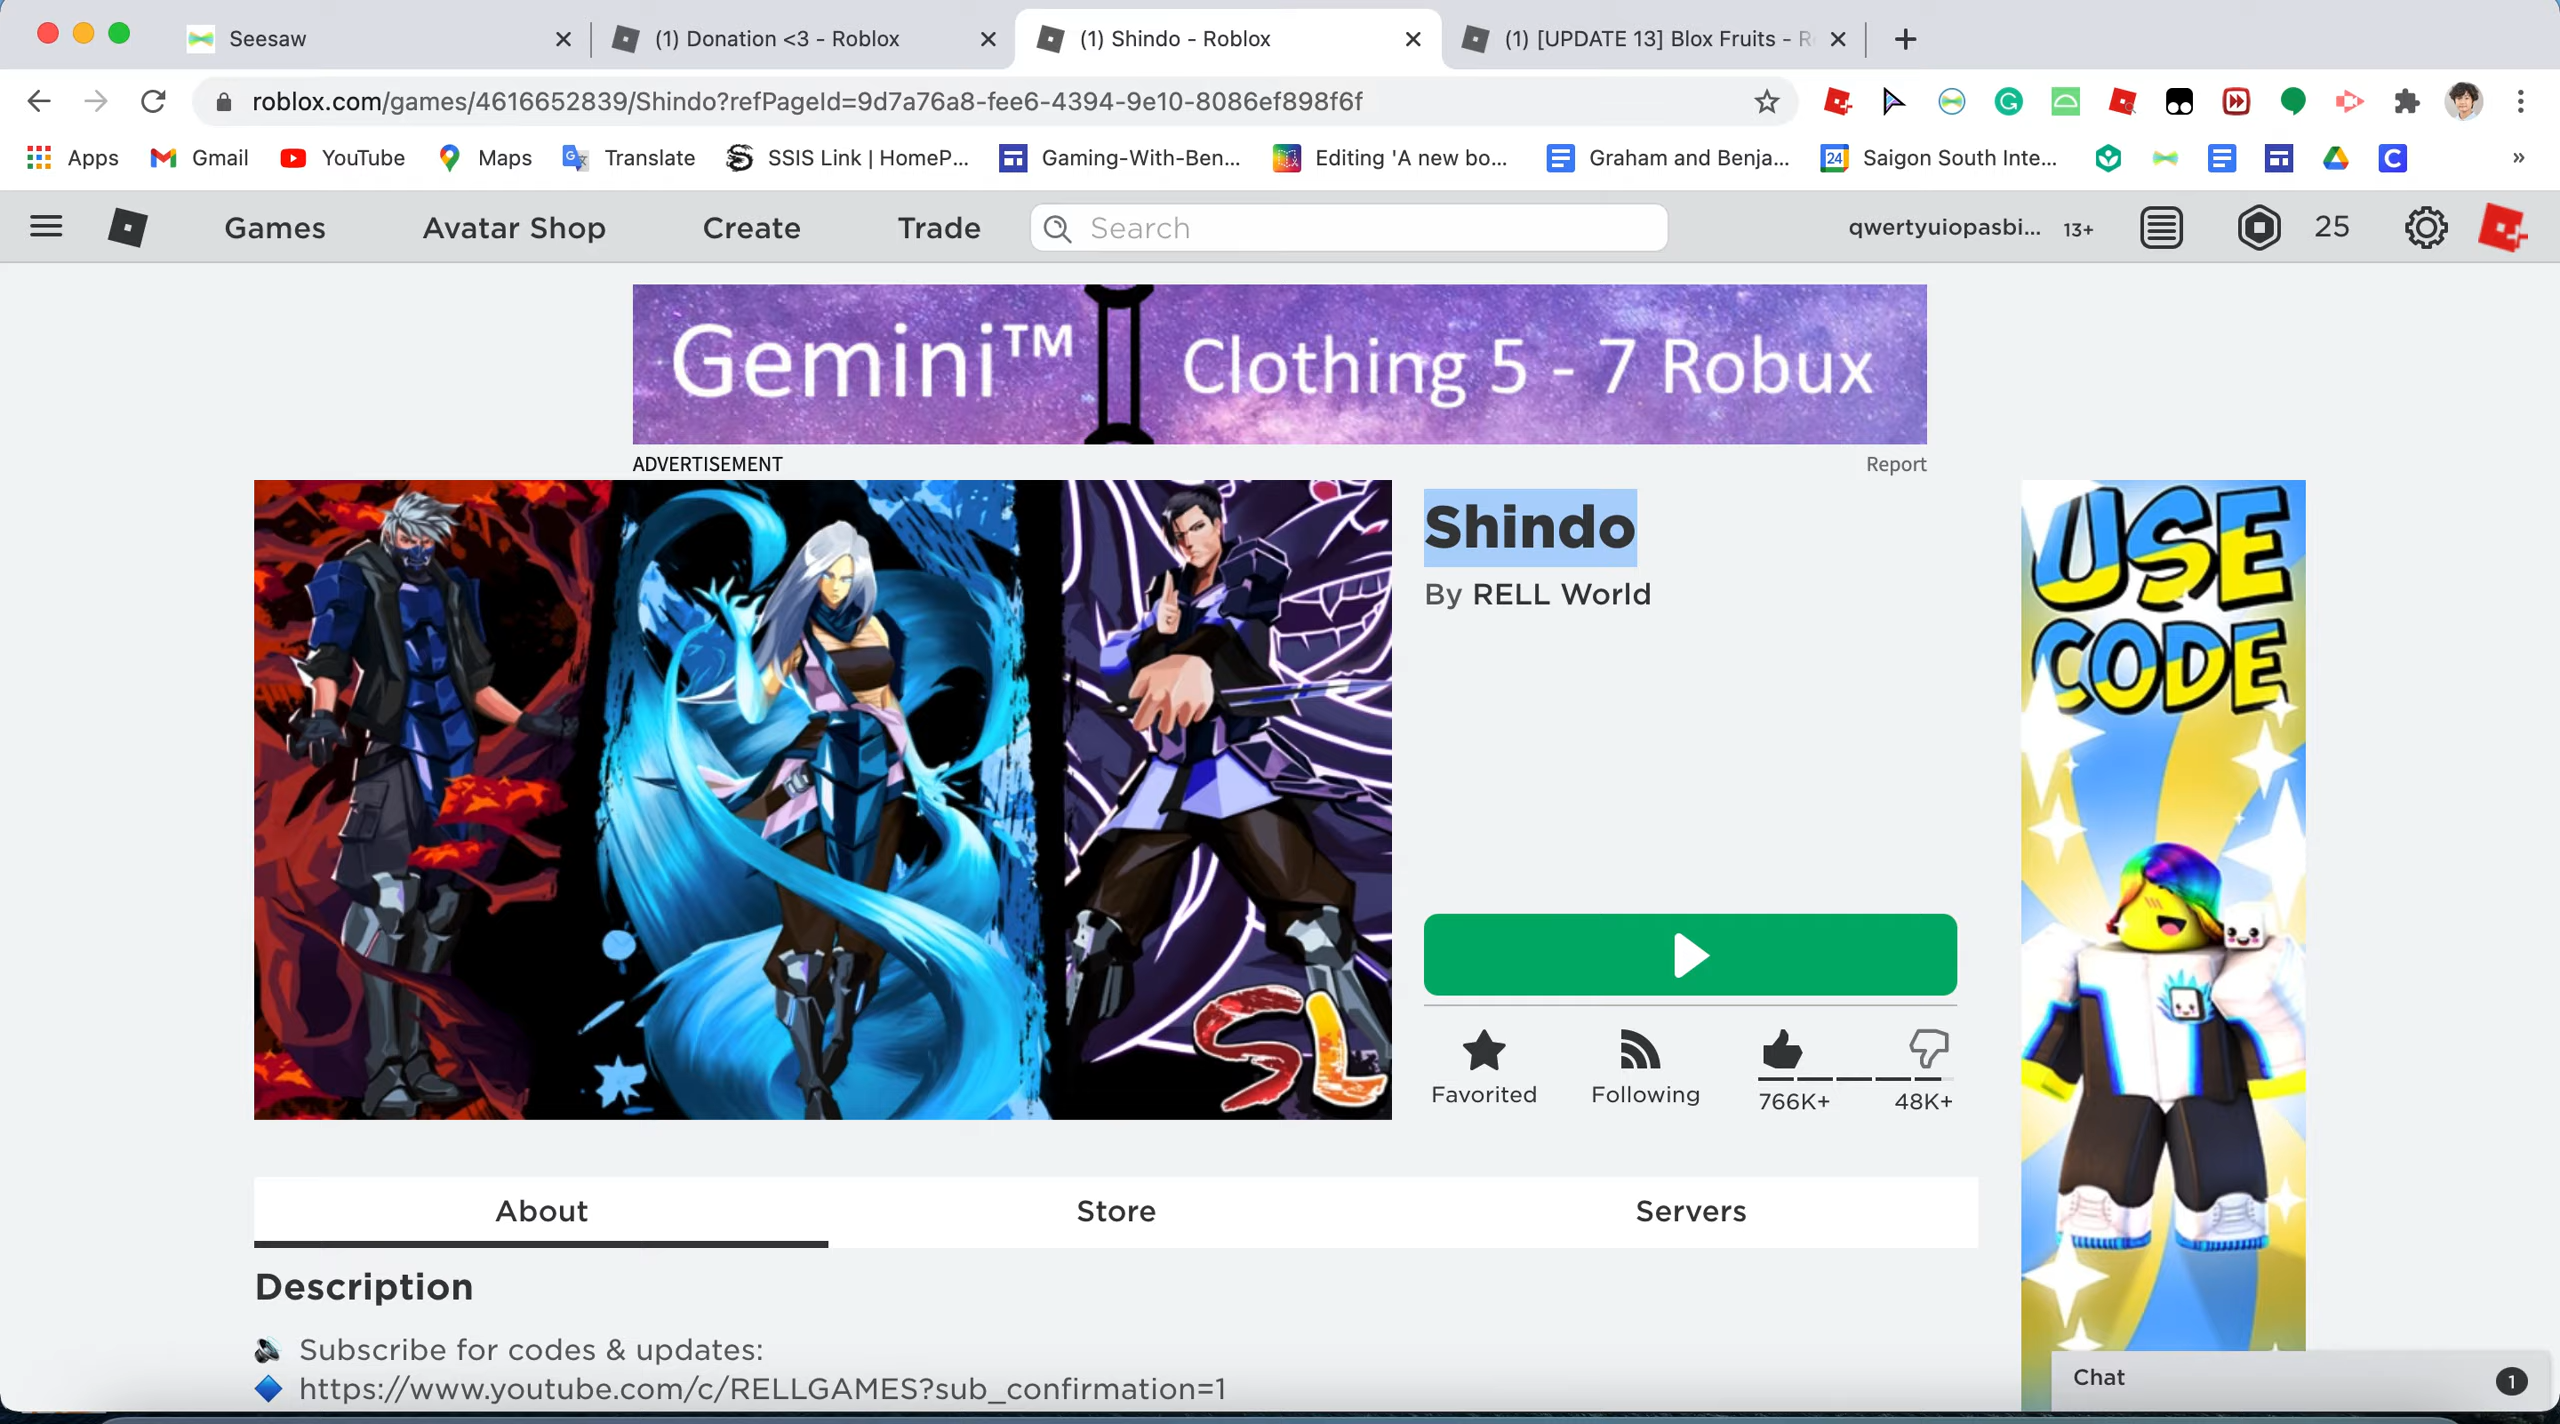 Seesaw
(1) Donation <3 - Roblox
(1) Shindo - Roblox
(1) [UPDATE 13] Blox Fruits - R
roblox.com/games/4616652839/Shindo?refPageId=9d7a76a8-fee6-4394-9e10-8086ef898f6f
Apps
Gmail
YouTube
Maps
Translate
SSIS Link | HomeP...
Gaming-With-Ben...
Editing 'A new bo...
Graham and Benja...
24
Saigon South Inte...
»
Games
Avatar Shop
Create
Trade
Search
qwertyuiopasbi...
13+
25
Gemini™
Clothing 5 - 7 Robux
ADVERTISEMENT
Report
SL
Shindo
By RELL World
Favorited
Following
766K+
48K+
USE
CODE
About
Store
Servers
Description
Subscribe for codes & updates:
https://www.youtube.com/c/RELLGAMES?sub_confirmation=1
Chat
1